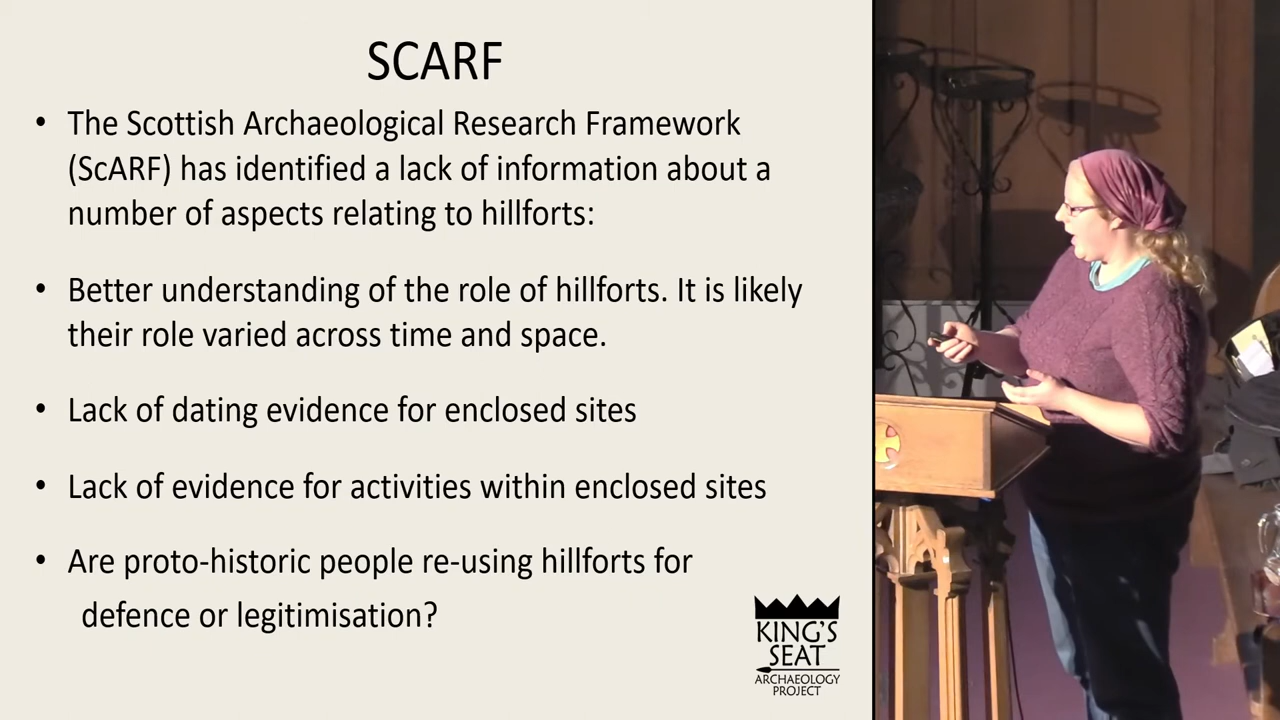 SCARF
• The Scottish Archaeological Research Framework
(ScARF) has identified a lack of information about a
number of aspects relating to hillforts:
• Better understanding of the role of hillforts. It is likely
their role varied across time and space.
• Lack of dating evidence for enclosed sites
• Lack of evidence for activities within enclosed sites
• Are proto-historic people re-using hillforts for
defence or legitimisation?
KING'S
SEAT
ARCHAEOLOGY
PROJECT